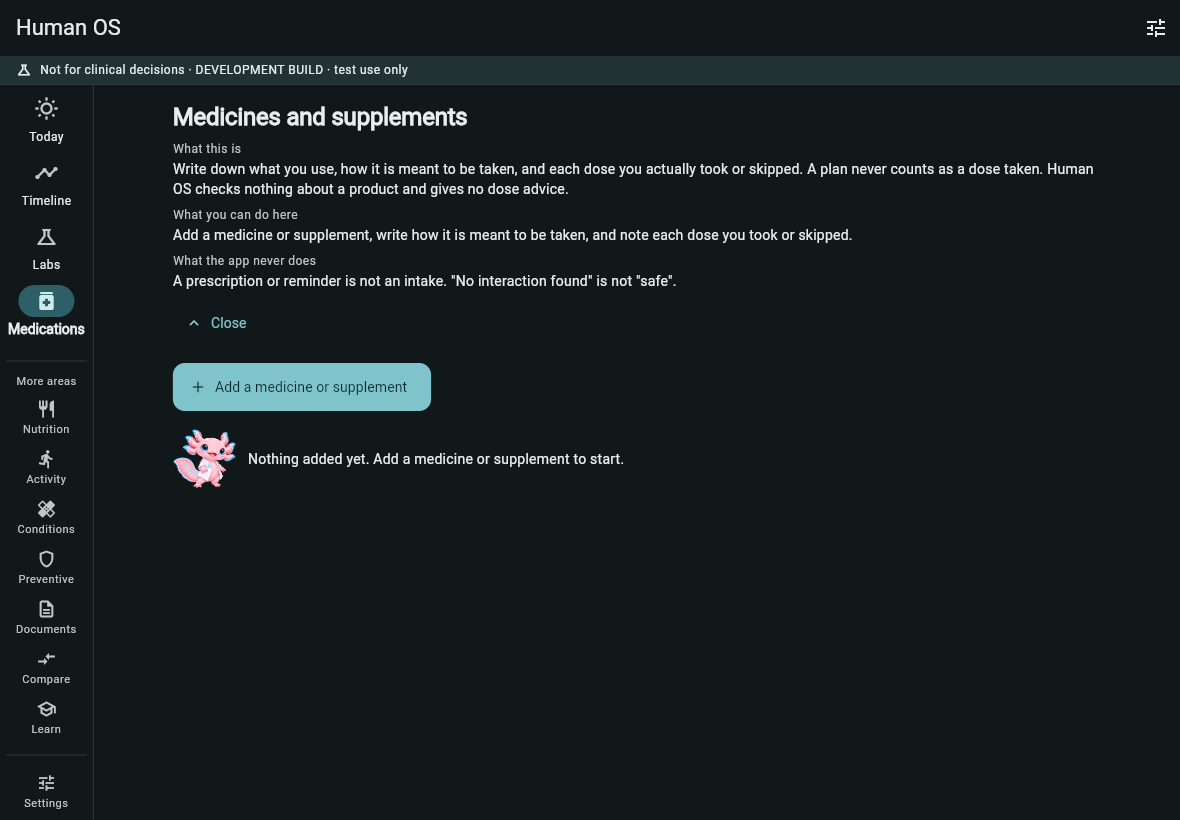 Human OS
Not for clinical decisions · DEVELOPMENT BUILD · test use only
Today
Timeline
Labs
Medications
More areas
Nutrition
Activity
Conditions
Preventive
Documents
Compare
Learn
Settings
Medicines and supplements
What this is
Write down what you use, how it is meant to be taken, and each dose you actually took or skipped. A plan never counts as a dose taken. Human
OS checks nothing about a product and gives no dose advice.
What you can do here
Add a medicine or supplement, write how it is meant to be taken, and note each dose you took or skipped.
What the app never does
A prescription or reminder is not an intake. "No interaction found" is not "safe".
Close
Add a medicine or supplement
Nothing added yet. Add a medicine or supplement to start.